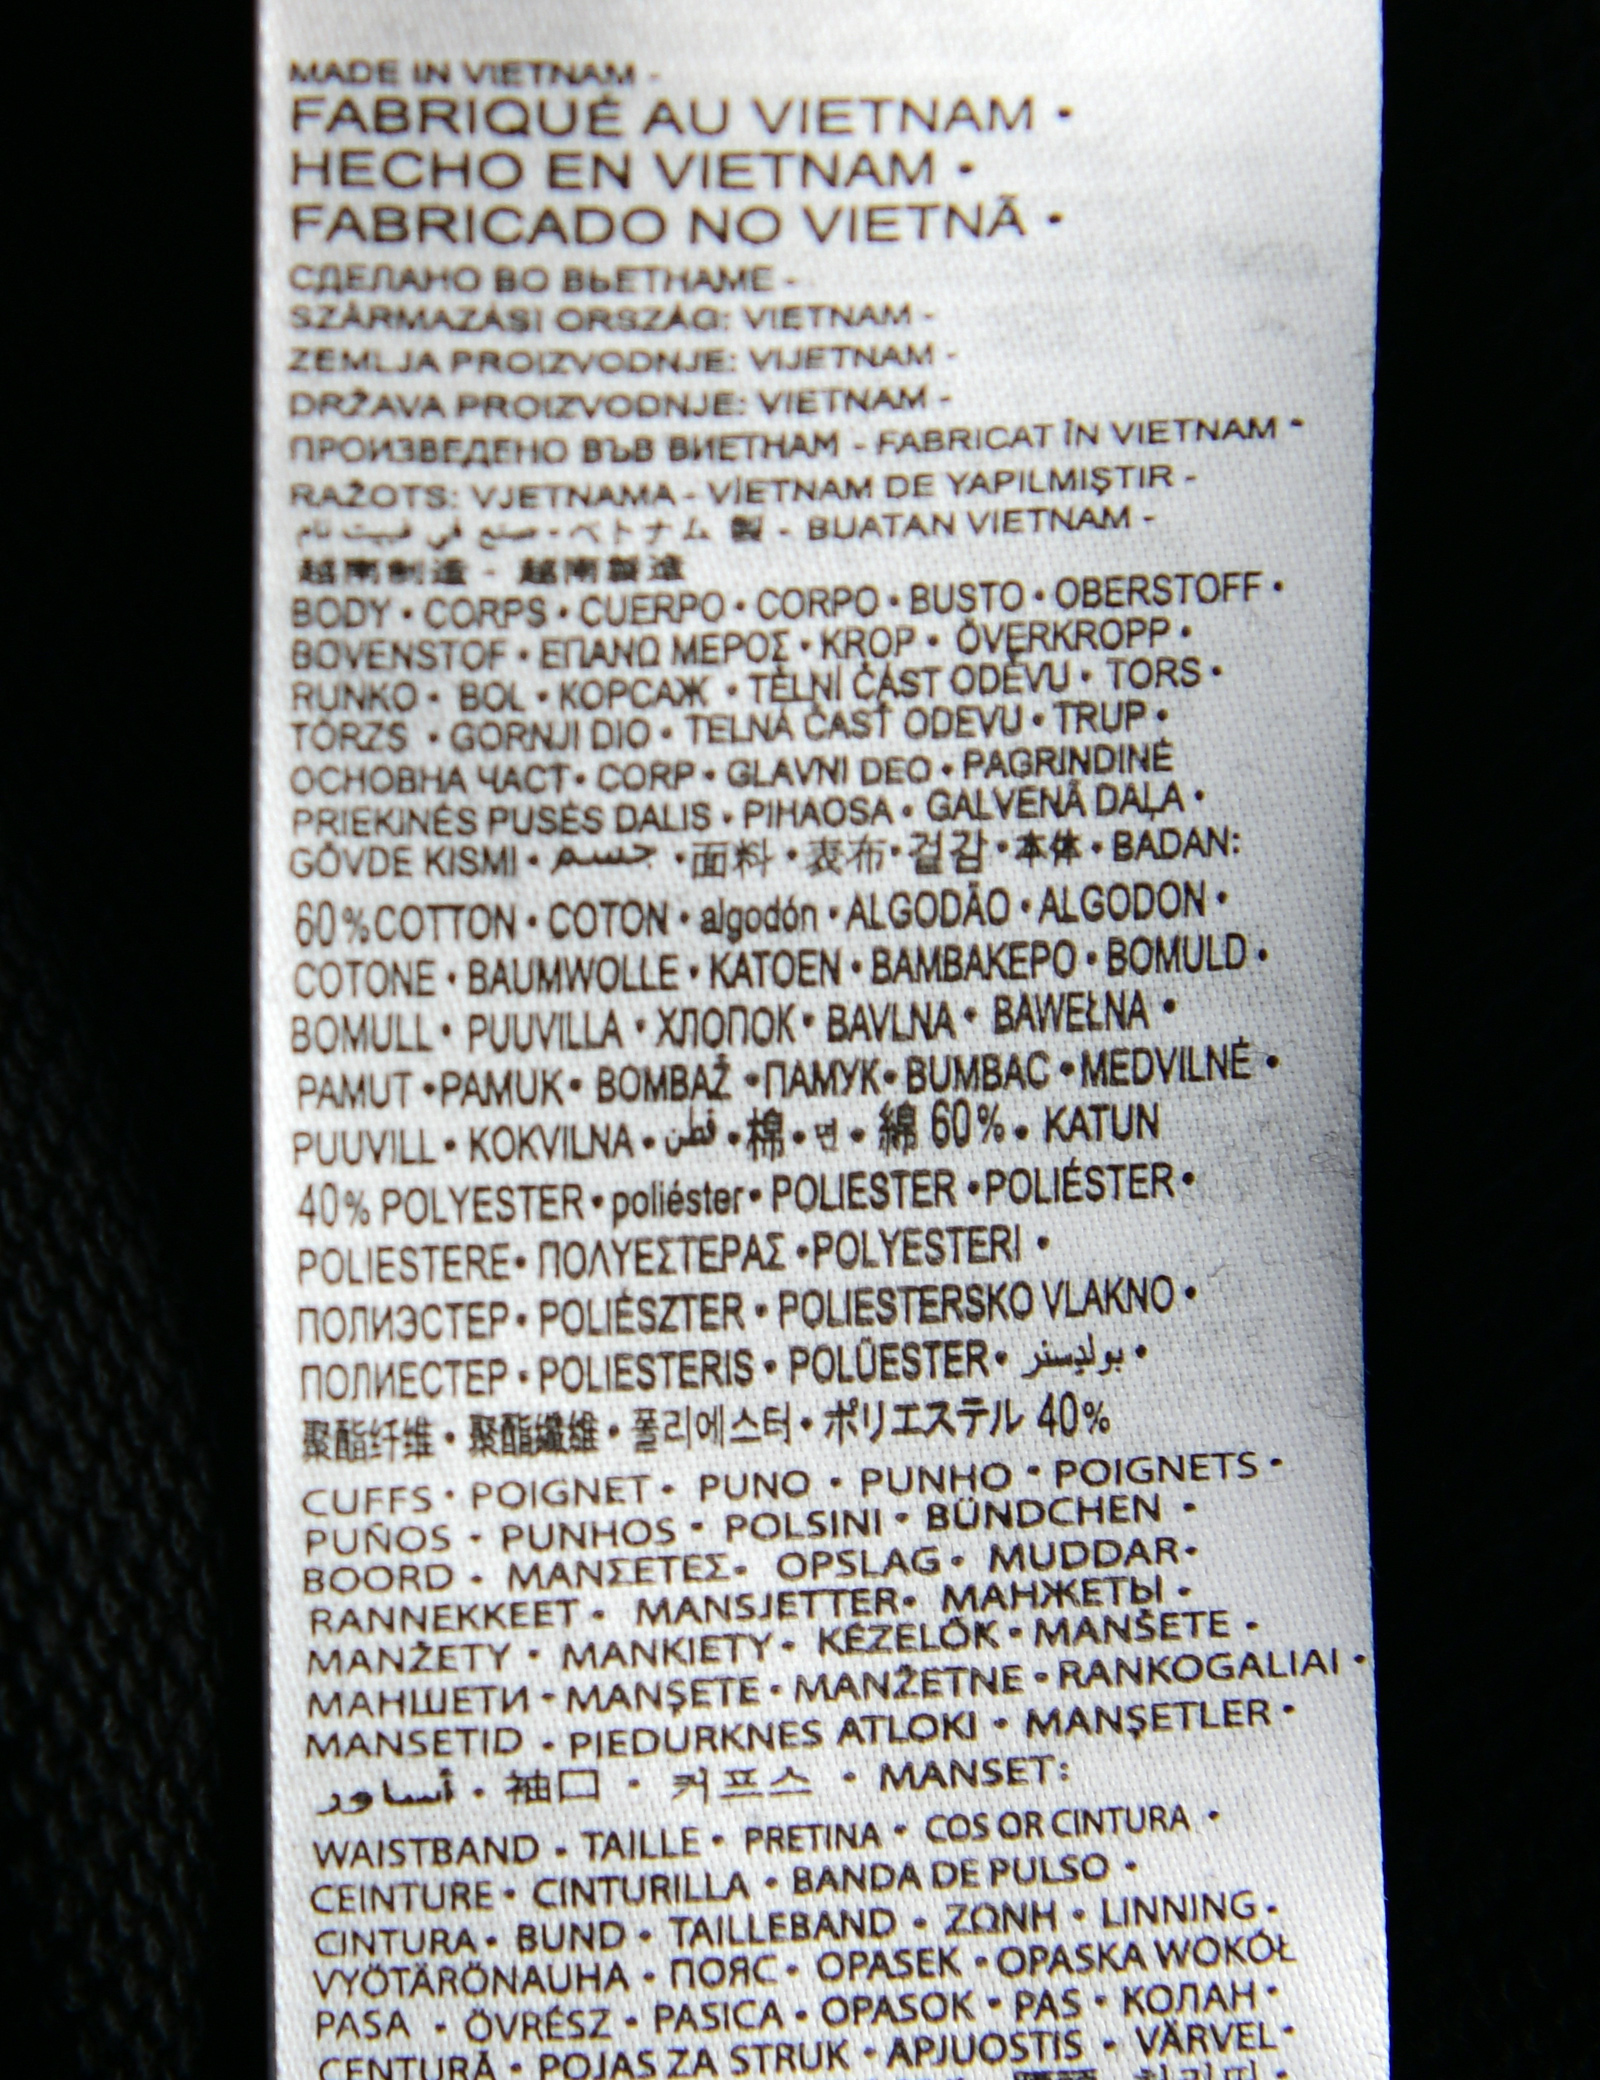 MADE IN VIETNAM -
FABRIQUÉ AU VIETNAM •
HECHO EN VIETNAM •
FABRICADO NO VIETNÃ •
СДЕЛАНО ВО ВЬЕТНАМЕ -
SZÁRMAZÁSI ORSZÁG: VIETNAM -
ZEMLJA PROIZVODNJE: VIJETNAM -
DRŽAVA PROIZVODNJE: VIETNAM -
ПРОИЗВЕДЕНО ВЪВ ВИЕТНАМ - FABRICAT ÎN VIETNAM -
RAŽOTS: VJETNAMA - VİETNAM DE YAPILMIŞTIR -
صنع في فييت نام - ベトナム 製 - BUATAN VIETNAM -
越南制造 - 越南製造
BODY • CORPS • CUERPO • CORPO • BUSTO • OBERSTOFF •
BOVENSTOF • ΕΠΑΝΩ ΜΕΡΟΣ • KROP • ÖVERKROPP •
RUNKO • BOL • КОРСАЖ • TĚLNÍ ČÁST ODĚVU • TORS •
TÖRZS • GORNJI DIO • TELNÁ ČASŤ ODEVU • TRUP •
ОСНОВНА ЧАСТ • CORP • GLAVNI DEO • PAGRINDINĖ
PRIEKINĖS PUSĖS DALIS • PIHAOSA • GALVENĀ DAĻA •
GÖVDE KISMI • جسم • 面料 • 表布 • 겉감 • 本体 • BADAN:
60%COTTON • COTON • algodón • ALGODÃO • ALGODON •
COTONE • BAUMWOLLE • KATOEN • ΒΑΜΒΑΚΕΡΟ • BOMULD •
BOMULL • PUUVILLA • ХЛОПОК • BAVLNA • BAWEŁNA •
PAMUT • PAMUK • BOMBAŽ • ПАМУК • BUMBAC • MEDVILNĖ •
PUUVILL • KOKVILNA • قطن • 棉 • 면 • 綿 60% • KATUN
40% POLYESTER • poliéster • POLIESTER • POLIÉSTER •
POLIESTERE • ΠΟΛΥΕΣΤΕΡΑΣ • POLYESTERI •
ПОЛИЭСТЕР • POLIÉSZTER • POLIESTERSKO VLAKNO •
ПОЛИЕСТЕР • POLIESTERIS • POLÜESTER • بوليستر •
聚酯纤维 • 聚酯纖維 • 폴리에스터 • ポリエステル 40%
CUFFS • POIGNET • PUNO • PUNHO • POIGNETS •
PUÑOS • PUNHOS • POLSINI • BÜNDCHEN •
BOORD • ΜΑΝΣΕΤΕΣ • OPSLAG • MUDDAR •
RANNEKKEET • MANSJETTER • МАНЖЕТЫ •
MANŽETY • MANKIETY • KÉZELŐK • MANŠETE •
МАНШЕТИ • MANȘETE • MANŽETNE • RANKOGALIAI •
MANSETID • PIEDURKNES ATLOKI • MANŞETLER •
أساور • 袖口 • 커프스 • MANSET:
WAISTBAND • TAILLE • PRETINA • COS OR CINTURA •
CEINTURE • CINTURILLA • BANDA DE PULSO •
CINTURA • BUND • TAILLEBAND • ΖΩΝΗ • LINNING •
VYÖTÄRÖNAUHA • ПОЯС • OPASEK • OPASKA WOKÓŁ
PASA • ÖVRÉSZ • PASICA • OPASOK • PAS • КОЛАН •
CENTURĂ • POJAS ZA STRUK • APJUOSTIS • VÄRVEL •